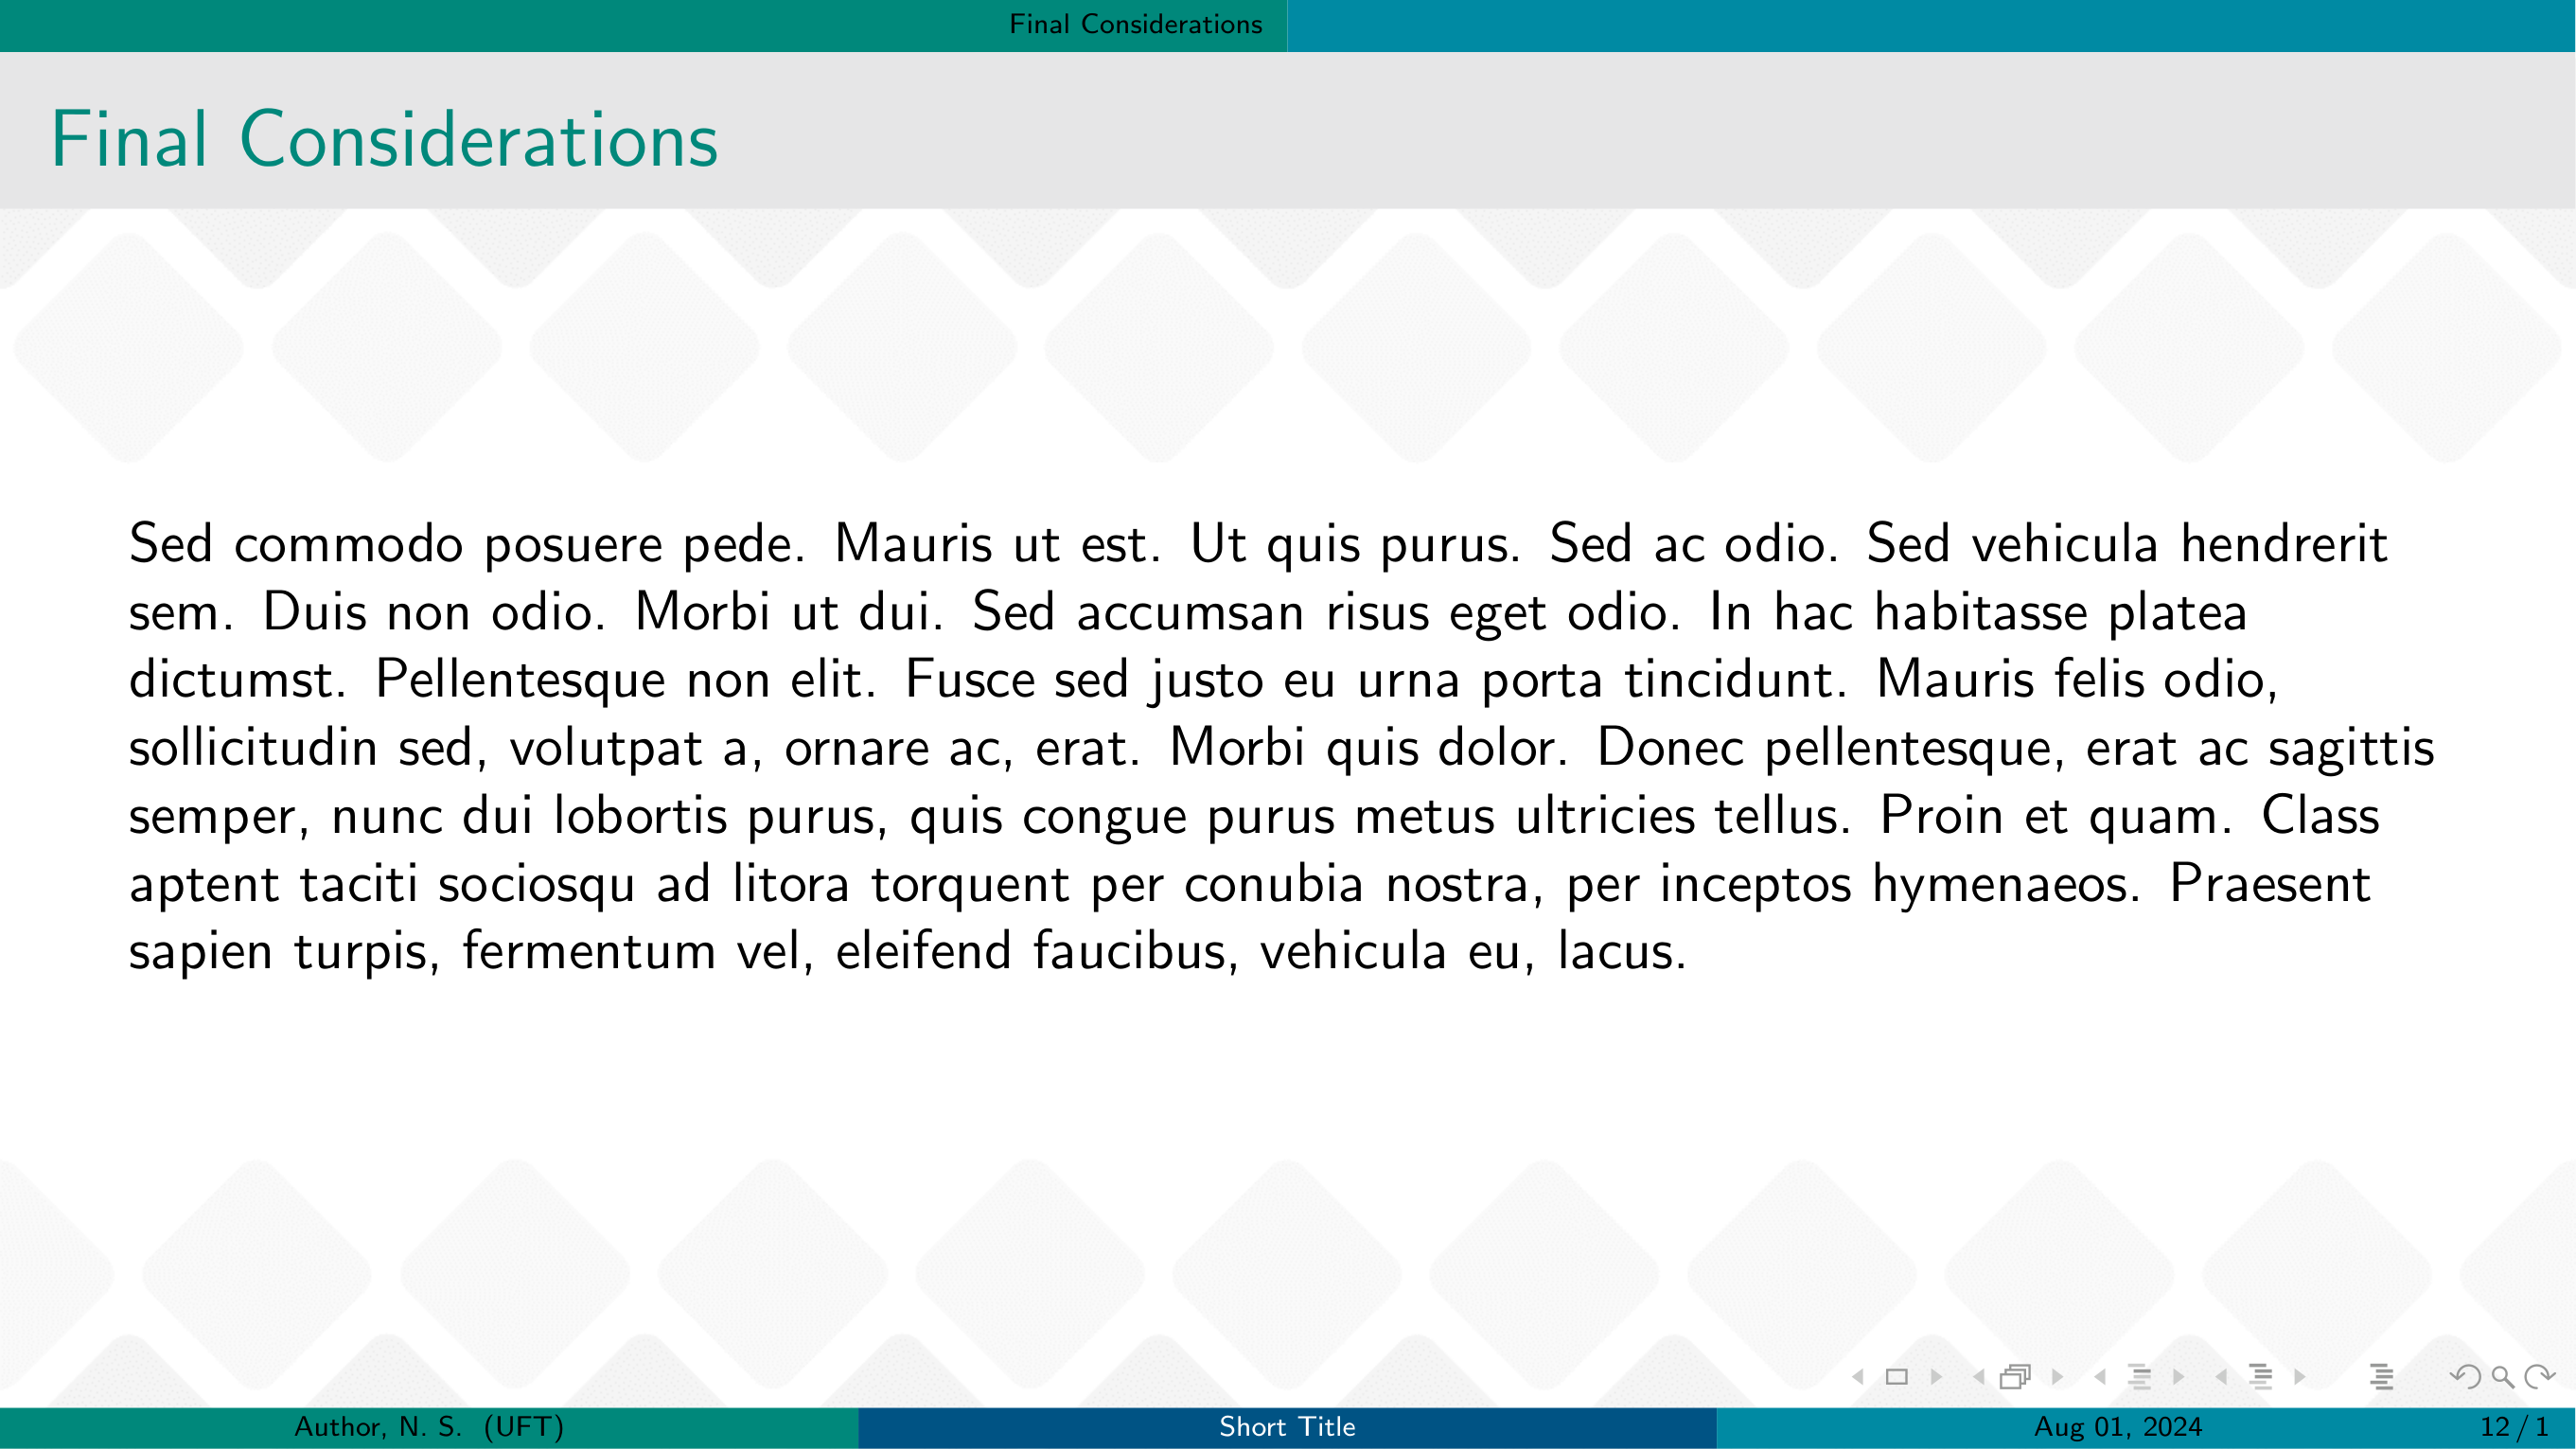 Final Considerations
Final Considerations
Sed commodo posuere pede. Mauris ut est. Ut quis purus. Sed ac odio. Sed vehicula hendrerit
sem. Duis non odio. Morbi ut dui. Sed accumsan risus eget odio. In hac habitasse platea
dictumst. Pellentesque non elit. Fusce sed justo eu urna porta tincidunt. Mauris felis odio,
sollicitudin sed, volutpat a, ornare ac, erat. Morbi quis dolor. Donec pellentesque, erat ac sagittis
semper, nunc dui lobortis purus, quis congue purus metus ultricies tellus. Proin et quam. Class
aptent taciti sociosqu ad litora torquent per conubia nostra, per inceptos hymenaeos. Praesent
sapien turpis, fermentum vel, eleifend faucibus, vehicula eu, lacus.
Author, N. S. (UFT) Short Title Aug 01, 2024 12 / 1